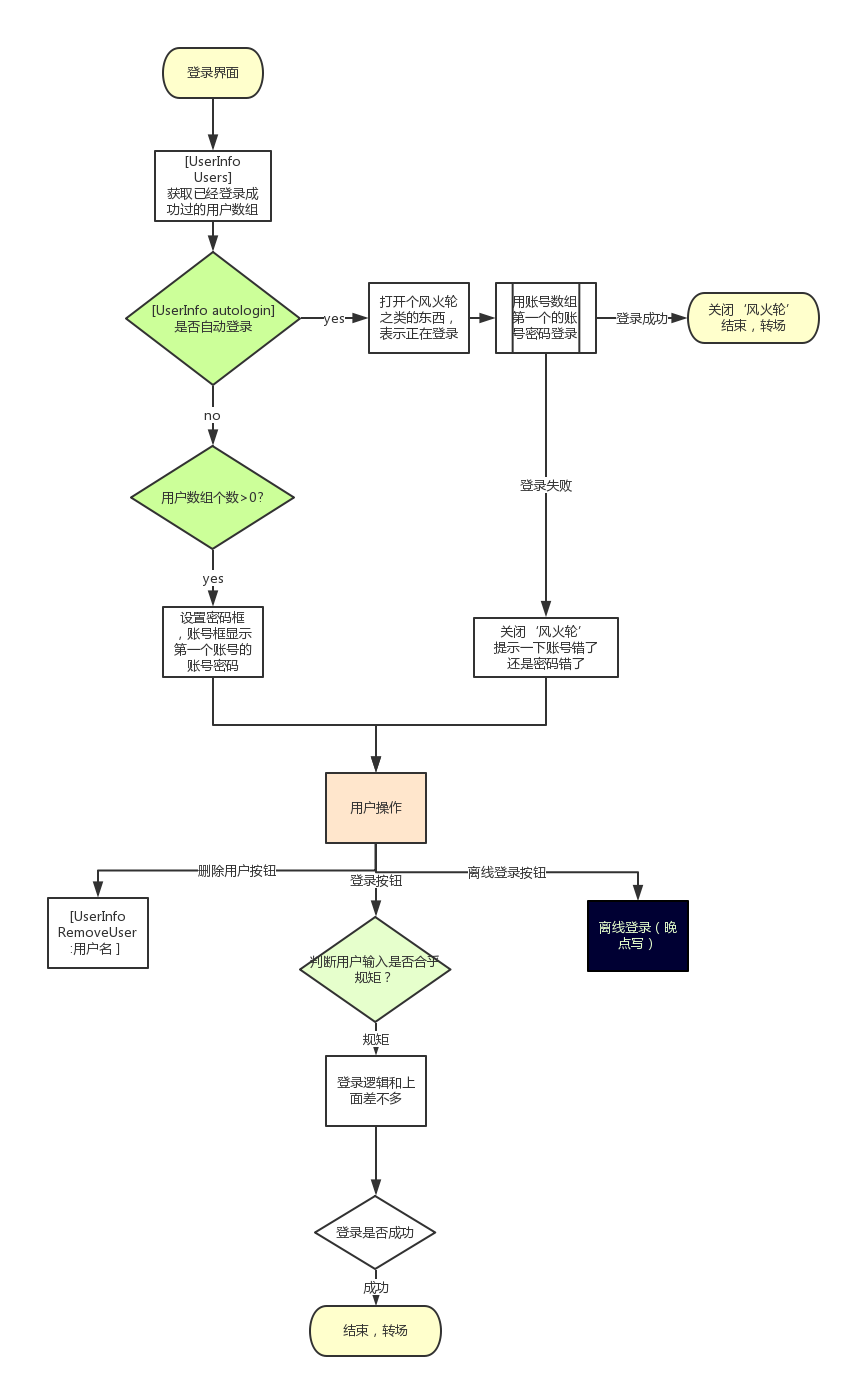 登录界面
[UserInfo
Users]
获取已经登录成
功过的用户数组
[UserInfo autologin]
是否自动登录
yes
打开个风火轮
之类的东西，
表示正在登录
用账号数组
第一个的账
号密码登录
登录成功
关闭‘风火轮’
结束，转场
no
用户数组个数>0?
登录失败
yes
设置密码框
，账号框显示
第一个账号的
账号密码
关闭‘风火轮’
提示一下账号错了
还是密码错了
用户操作
删除用户按钮
登录按钮
离线登录按钮
[UserInfo
RemoveUser
:用户名 ]
判断用户输入是否合乎
规矩？
离线登录（晚
点写）
规矩
登录逻辑和上
面差不多
登录是否成功
成功
结束，转场